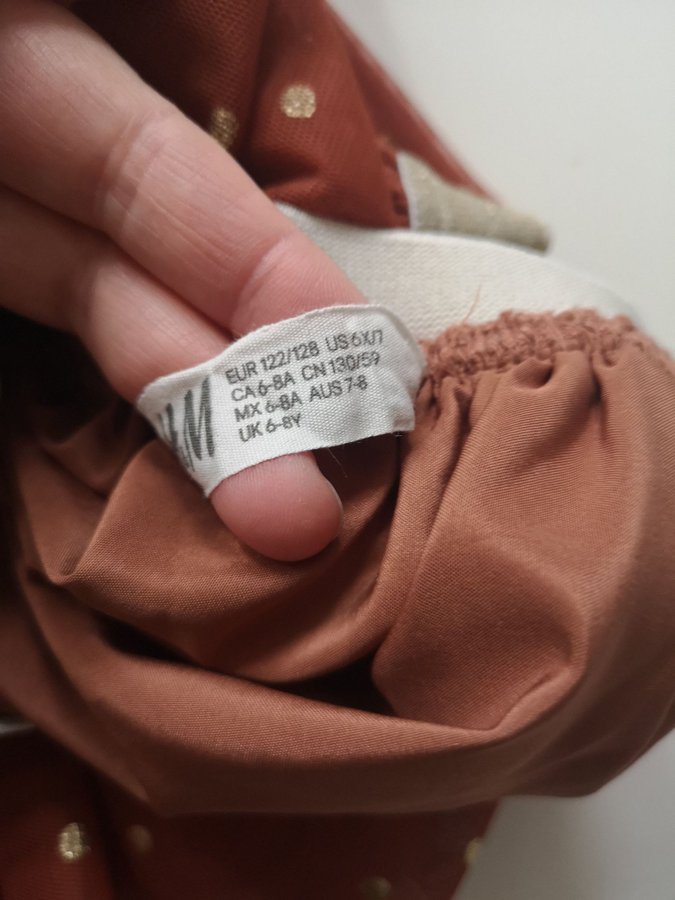 H&M
EUR 122/128 US 6X/7
CA 6-8A CN 130/59
MX 6-8A AUS 7-8
UK 6-8Y